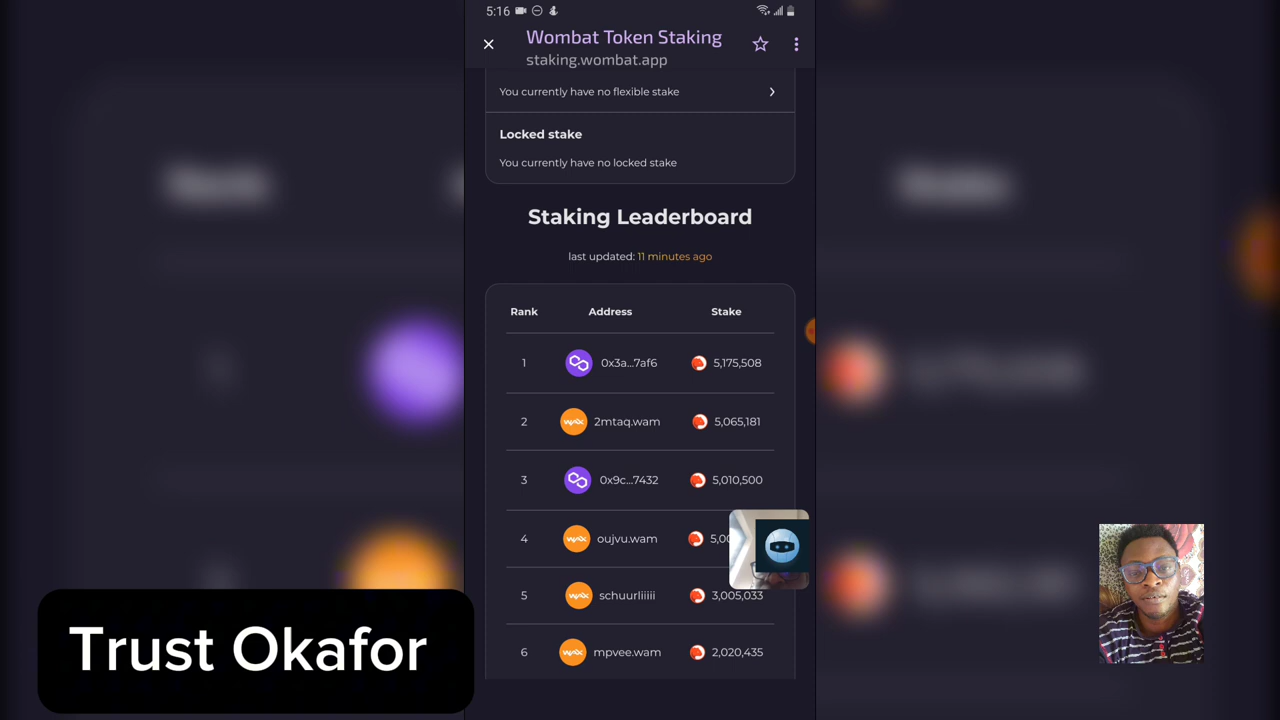 5:16
Wombat Token Staking
staking.wombat.app
You currently have no flexible stake
Locked stake
You currently have no locked stake
Staking Leaderboard
last updated: 11 minutes ago
Rank Address Stake
1 0x3a...7af6 5,175,508
2 2mtaq.wam 5,065,181
3 0x9c...7432 5,010,500
4 oujvu.wam
5 schuurliiiii 3,005,033
6 mpvee.wam 2,020,435
Trust Okafor